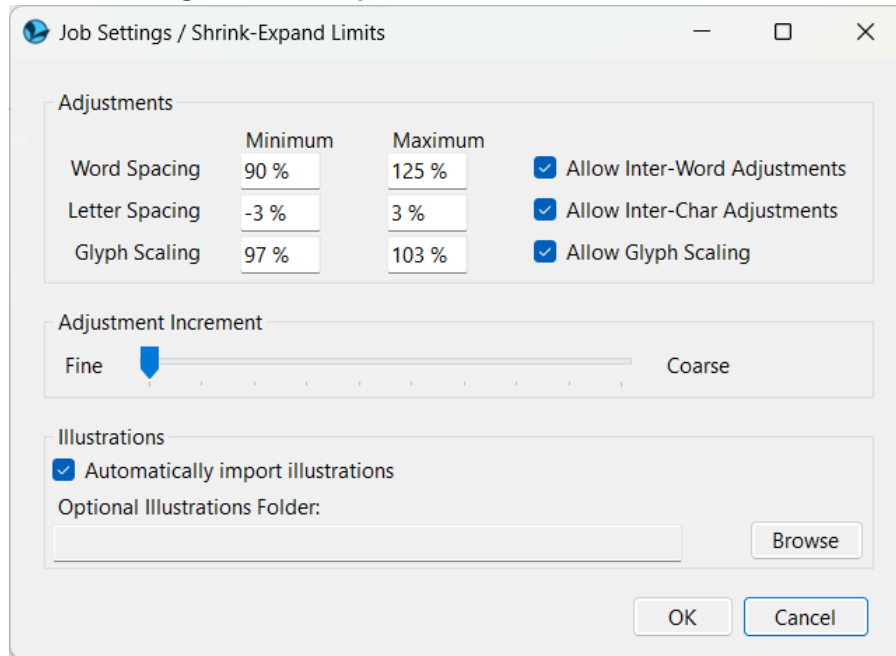 Job Settings / Shrink-Expand Limits
Adjustments
Minimum Maximum
Word Spacing 90 % 125 % Allow Inter-Word Adjustments
Letter Spacing -3 % 3 % Allow Inter-Char Adjustments
Glyph Scaling 97 % 103 % Allow Glyph Scaling
Adjustment Increment
Fine Coarse
Illustrations
Automatically import illustrations
Optional Illustrations Folder:
Browse
OK Cancel